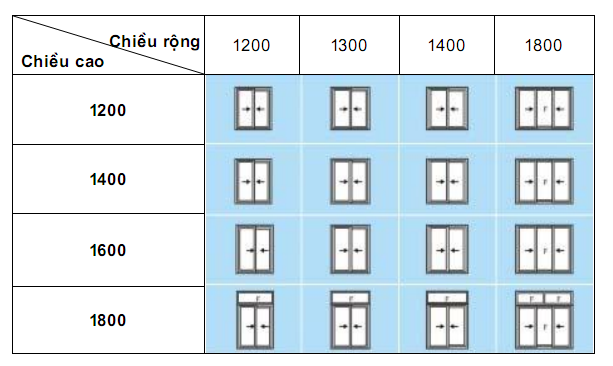 Chiều rộng
Chiều cao
1200 1300 1400 1800
1200 r
1400 r
1600 r
1800 r r r r r r